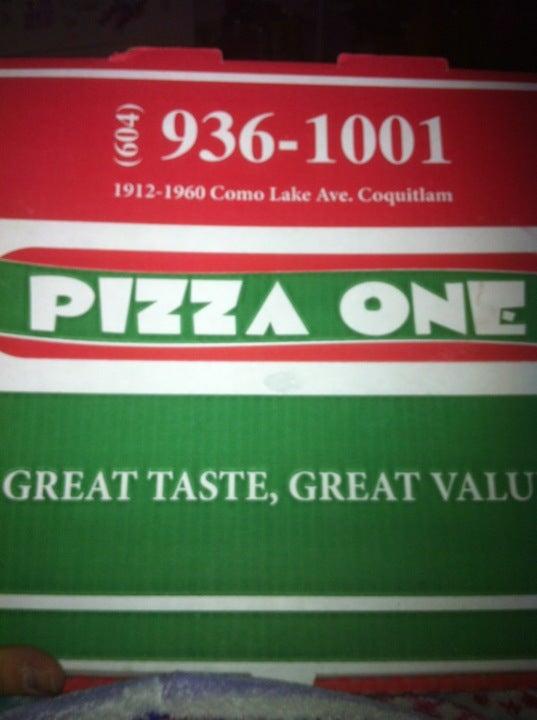 (604) 936-1001
1912-1960 Como Lake Ave. Coquitlam
PIZZA ONE
GREAT TASTE, GREAT VALU